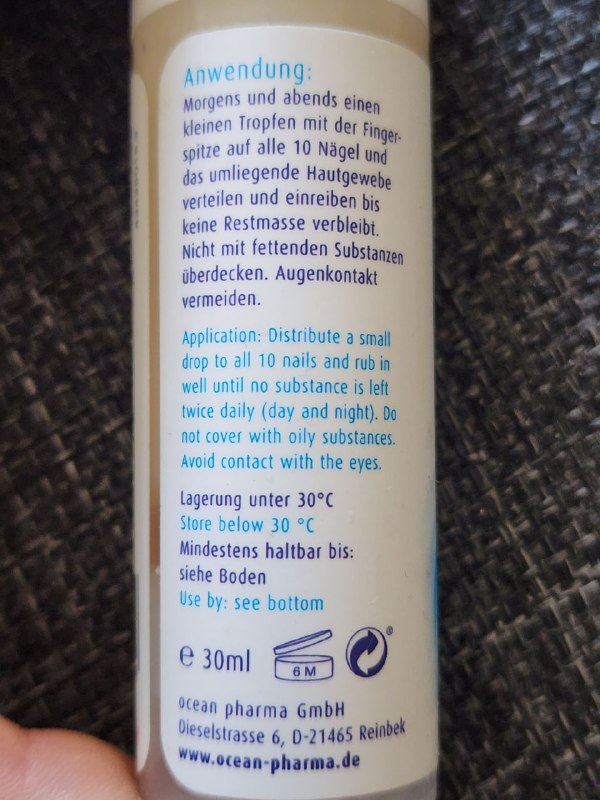 Anwendung:
Morgens und abends einen
kleinen Tropfen mit der Finger-
spitze auf alle 10 Nägel und
das umliegende Hautgewebe
verteilen und einreiben bis
keine Restmasse verbleibt.
Nicht mit fettenden Substanzen
überdecken. Augenkontakt
vermeiden.
Application: Distribute a small
drop to all 10 nails and rub in
well until no substance is left
twice daily (day and night). Do
not cover with oily substances.
Avoid contact with the eyes.
Lagerung unter 30°C
Store below 30 °C
Mindestens haltbar bis:
siehe Boden
Use by: see bottom
e 30ml 6 M ®
ocean pharma GmbH
Dieselstrasse 6, D-21465 Reinbek
www.ocean-pharma.de